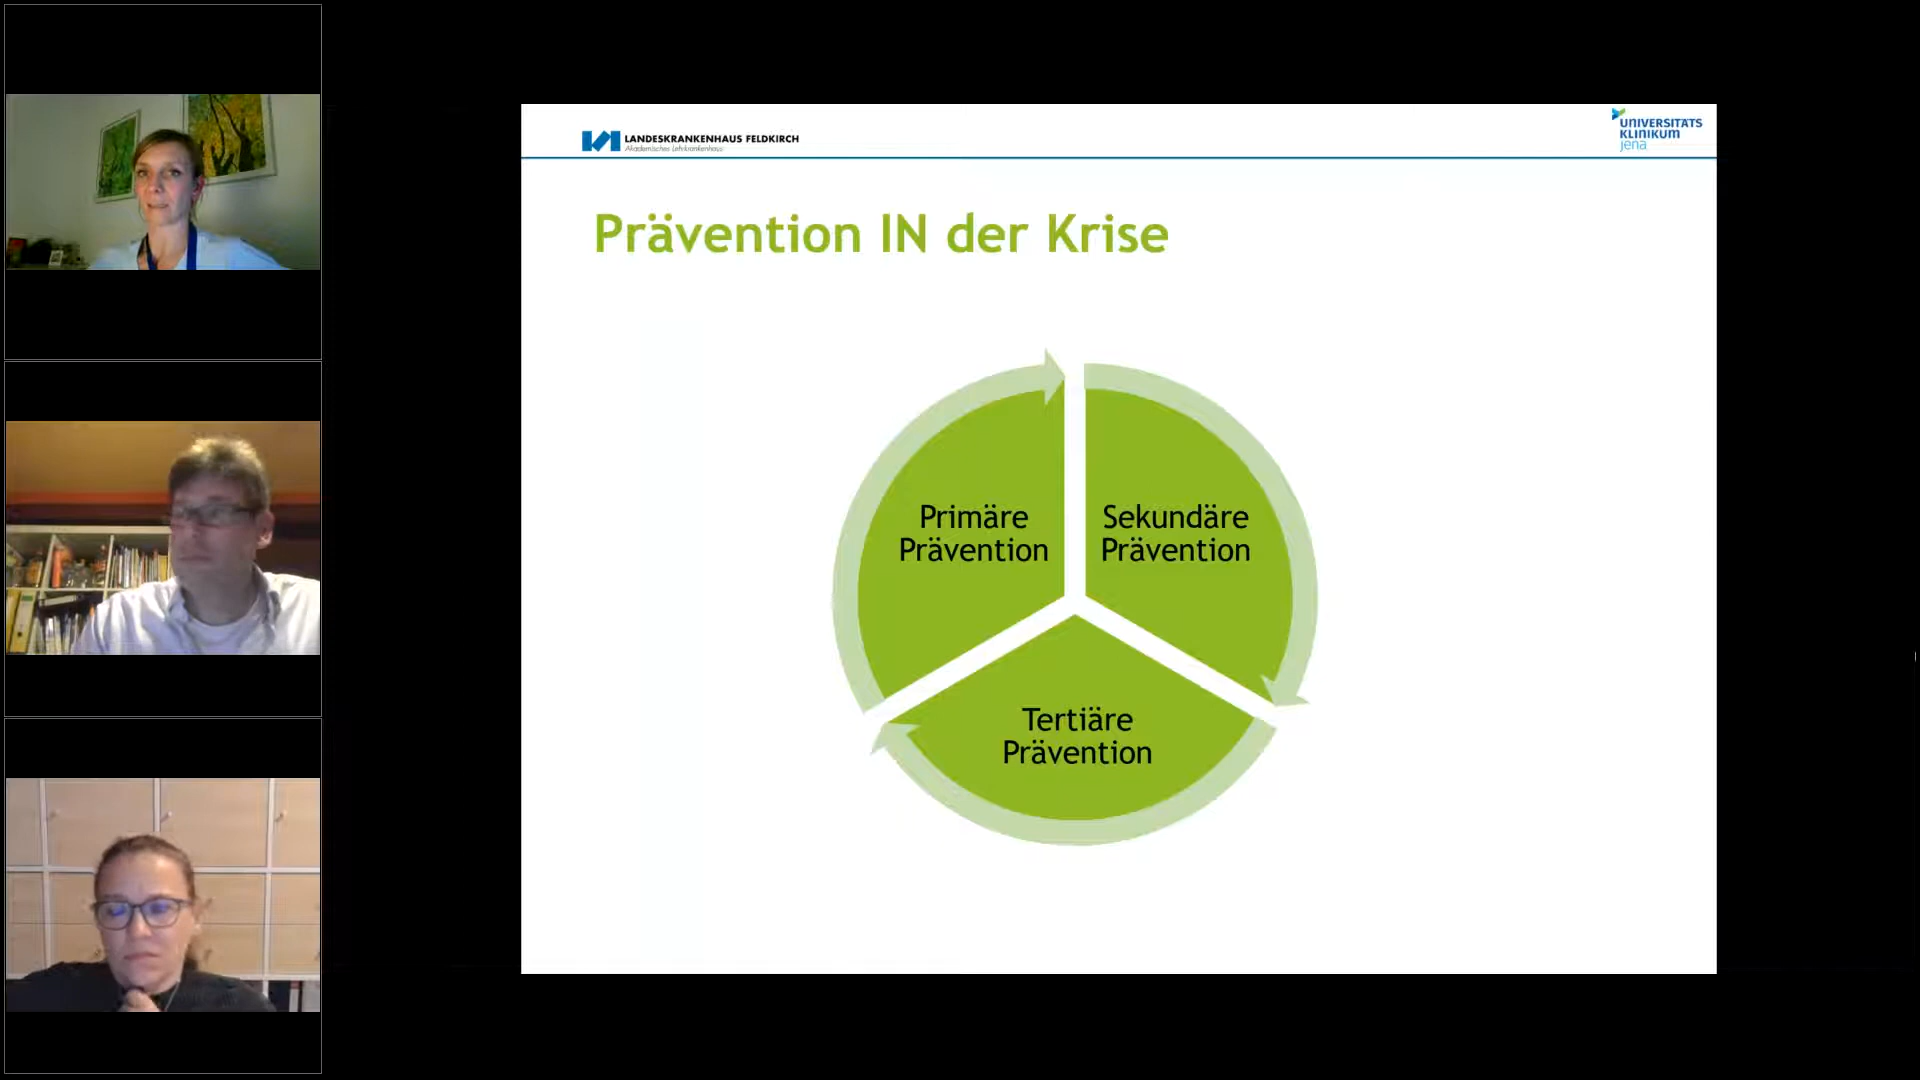 LANDESKRANKENHAUS FELDKIRCH
Akademisches Lehrkrankenhaus
UNIVERSITÄTS
KLINIKUM
jena
Prävention IN der Krise
Primäre
Prävention
Sekundäre
Prävention
Tertiäre
Prävention